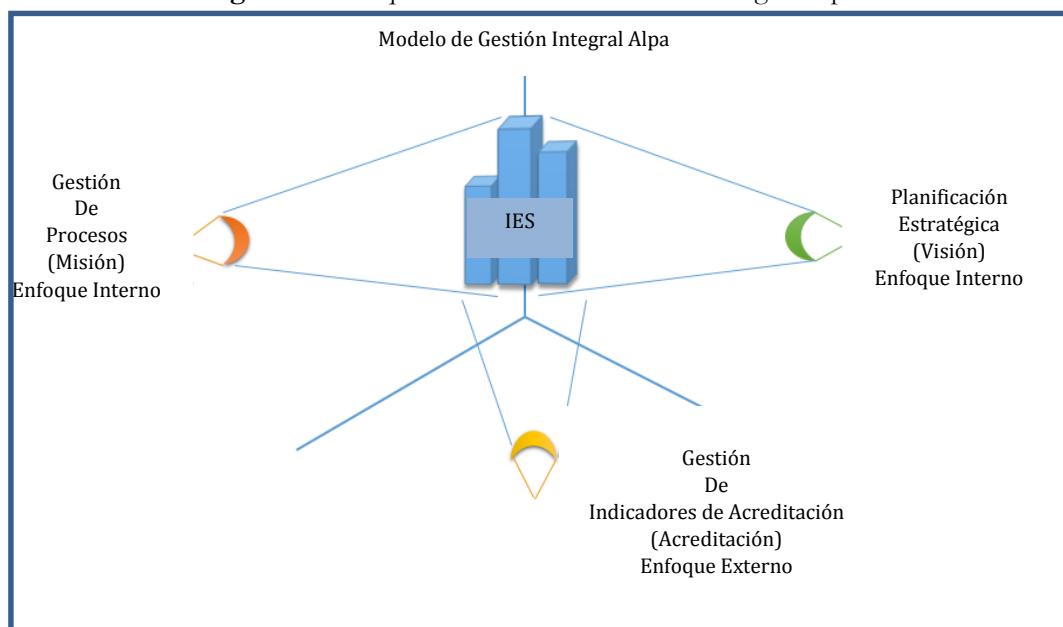 Modelo de Gestión Integral Alpa
Gestión
De
Procesos
(Misión)
Enfoque Interno
IES
Planificación
Estratégica
(Visión)
Enfoque Interno
Gestión
De
Indicadores de Acreditación
(Acreditación)
Enfoque Externo